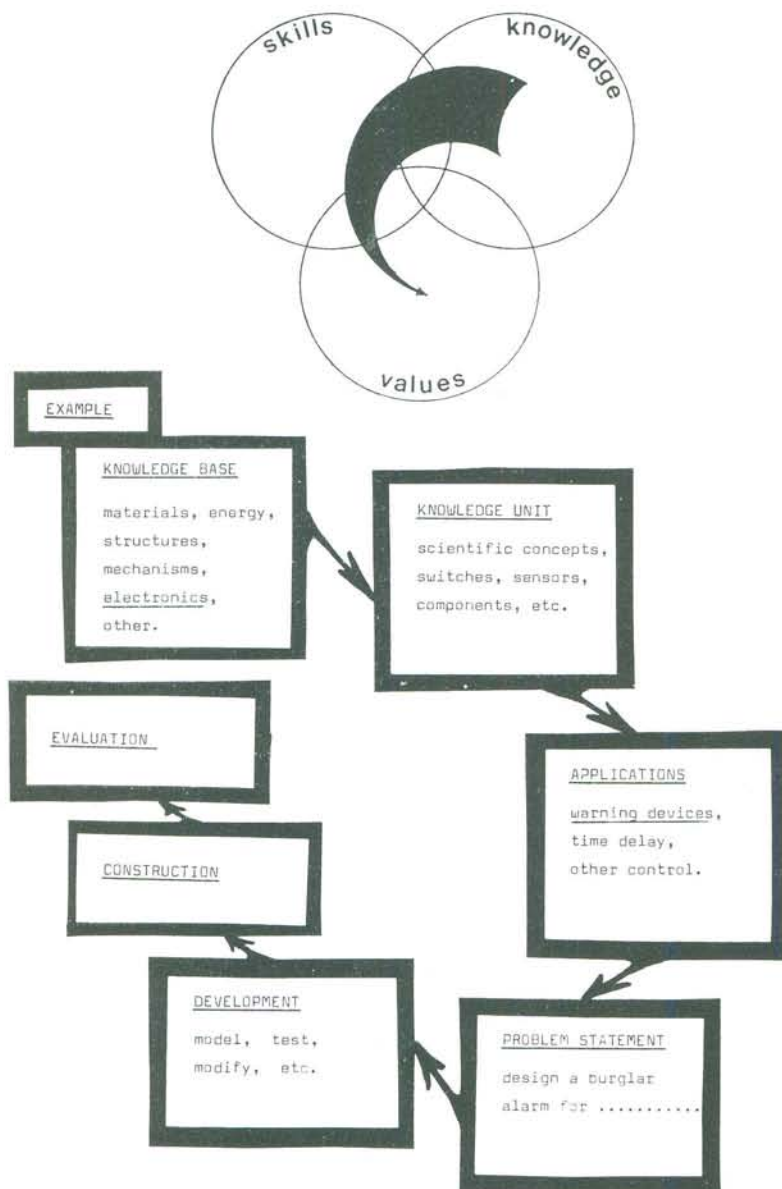 skills
knowledge
values
EXAMPLE
KNOWLEDGE BASE
materials, energy,
structures,
mechanisms,
electronics,
other.
KNOWLEDGE UNIT
scientific concepts,
switches, sensors,
components, etc.
APPLICATIONS
warning devices,
time delay,
other control.
PROBLEM STATEMENT
design a burglar
alarm for ...........
DEVELOPMENT
model, test,
modify, etc.
CONSTRUCTION
EVALUATION